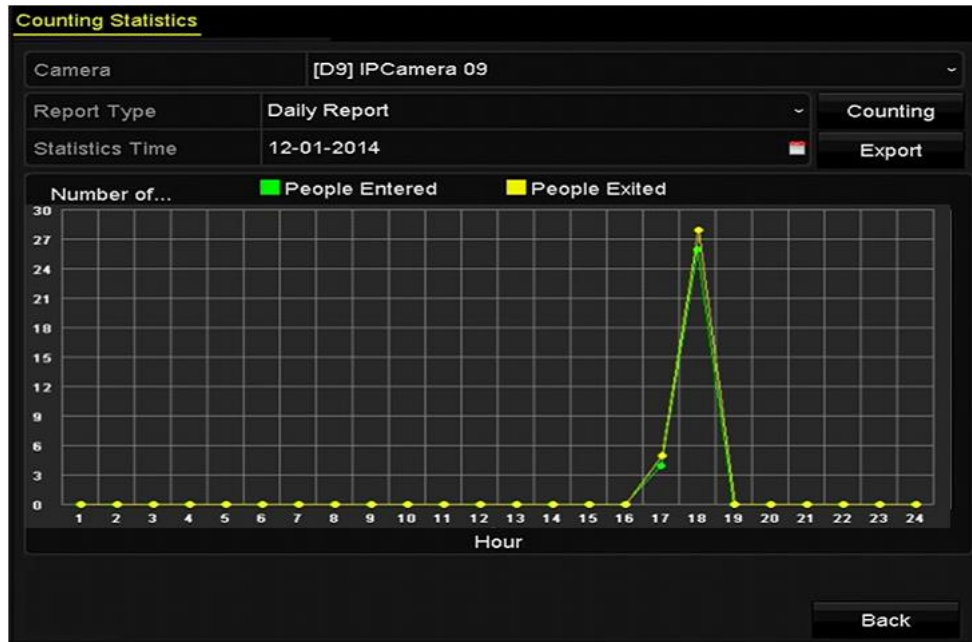 Counting Statistics
Camera [D9] IPCamera 09
Report Type Daily Report Counting
Statistics Time 12-01-2014 Export
Number of... People Entered People Exited
30
27
24
21
18
15
12
9
6
3
0
1 2 3 4 5 6 7 8 9 10 11 12 13 14 15 16 17 18 19 20 21 22 23 24
Hour
Back